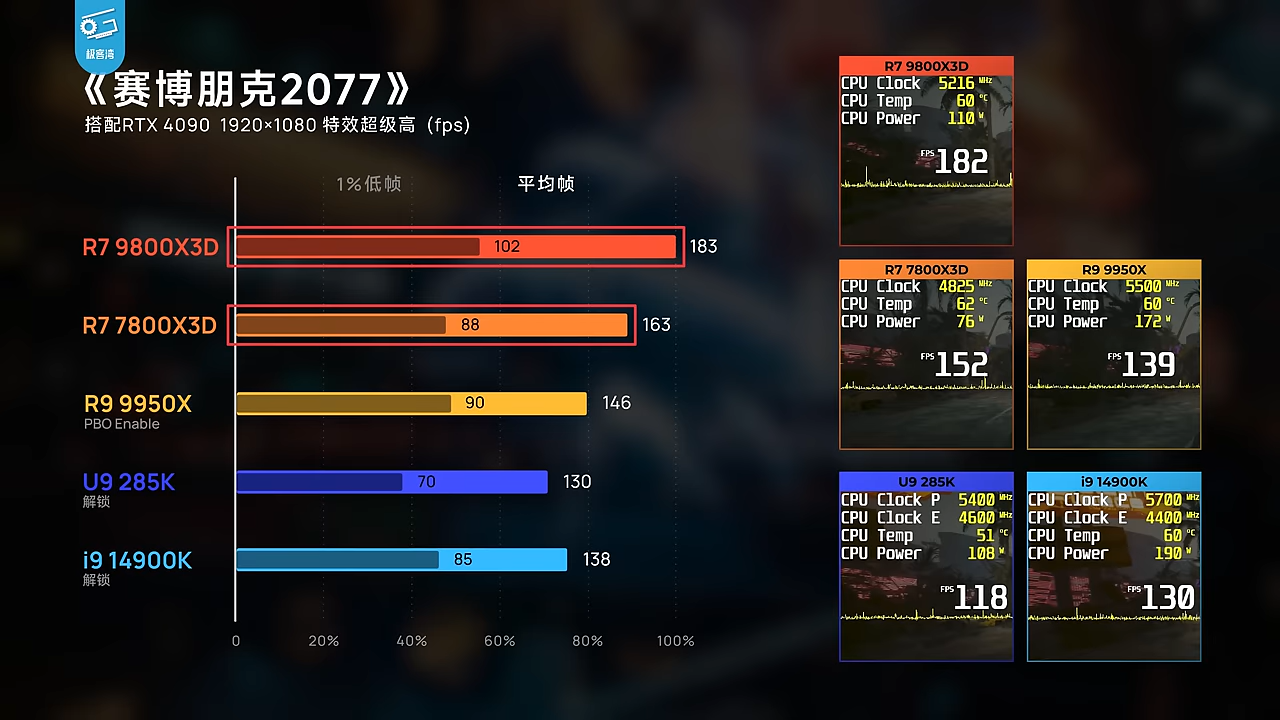 极客湾
《赛博朋克2077》
搭配RTX 4090 1920×1080 特效超级高 (fps)
1%低帧 平均帧
R7 9800X3D 102 183
R7 7800X3D 88 163
R9 9950X 90 146
PBO Enable
U9 285K 70 130
解锁
i9 14900K 85 138
解锁
0 20% 40% 60% 80% 100%
R7 9800X3D
CPU Clock 5216 MHz
CPU Temp 60 °C
CPU Power 110 W
FPS 182
R7 7800X3D
CPU Clock 4825 MHz
CPU Temp 62 °C
CPU Power 76 W
FPS 152
R9 9950X
CPU Clock 5500 MHz
CPU Temp 60 °C
CPU Power 172 W
FPS 139
U9 285K
CPU Clock P 5400 MHz
CPU Clock E 4600 MHz
CPU Temp 51 °C
CPU Power 108 W
FPS 118
i9 14900K
CPU Clock P 5700 MHz
CPU Clock E 4400 MHz
CPU Temp 60 °C
CPU Power 190 W
FPS 130